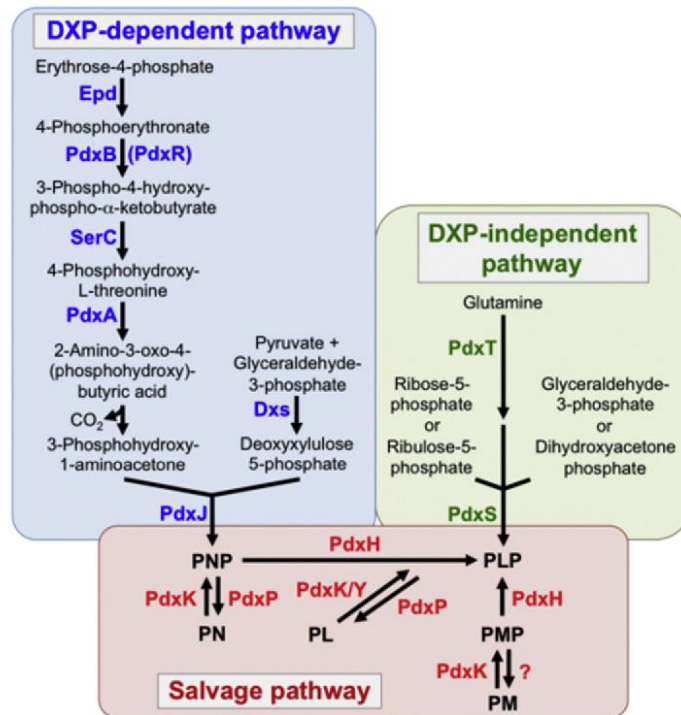 DXP-dependent pathway
Erythrose-4-phosphate
Epd
4-Phosphoerythronate
PdxB (PdxR)
3-Phospho-4-hydroxy-
phospho-α-ketobutyrate
SerC
4-Phosphohydroxy-
L-threonine
PdxA
2-Amino-3-oxo-4-
(phosphohydroxy)-
butyric acid
CO2
3-Phosphohydroxy-
1-aminoacetone
Pyruvate +
Glyceraldehyde-
3-phosphate
Dxs
Deoxyxylulose
5-phosphate
PdxJ
DXP-independent
pathway
Glutamine
PdxT
Ribose-5-
phosphate
or
Ribulose-5-
phosphate
Glyceraldehyde-
3-phosphate
or
Dihydroxyacetone
phosphate
PdxS
PNP
PdxH
PLP
PdxK
PdxP
PN
PdxK/Y
PdxP
PL
PdxH
PMP
PdxK
?
PM
Salvage pathway